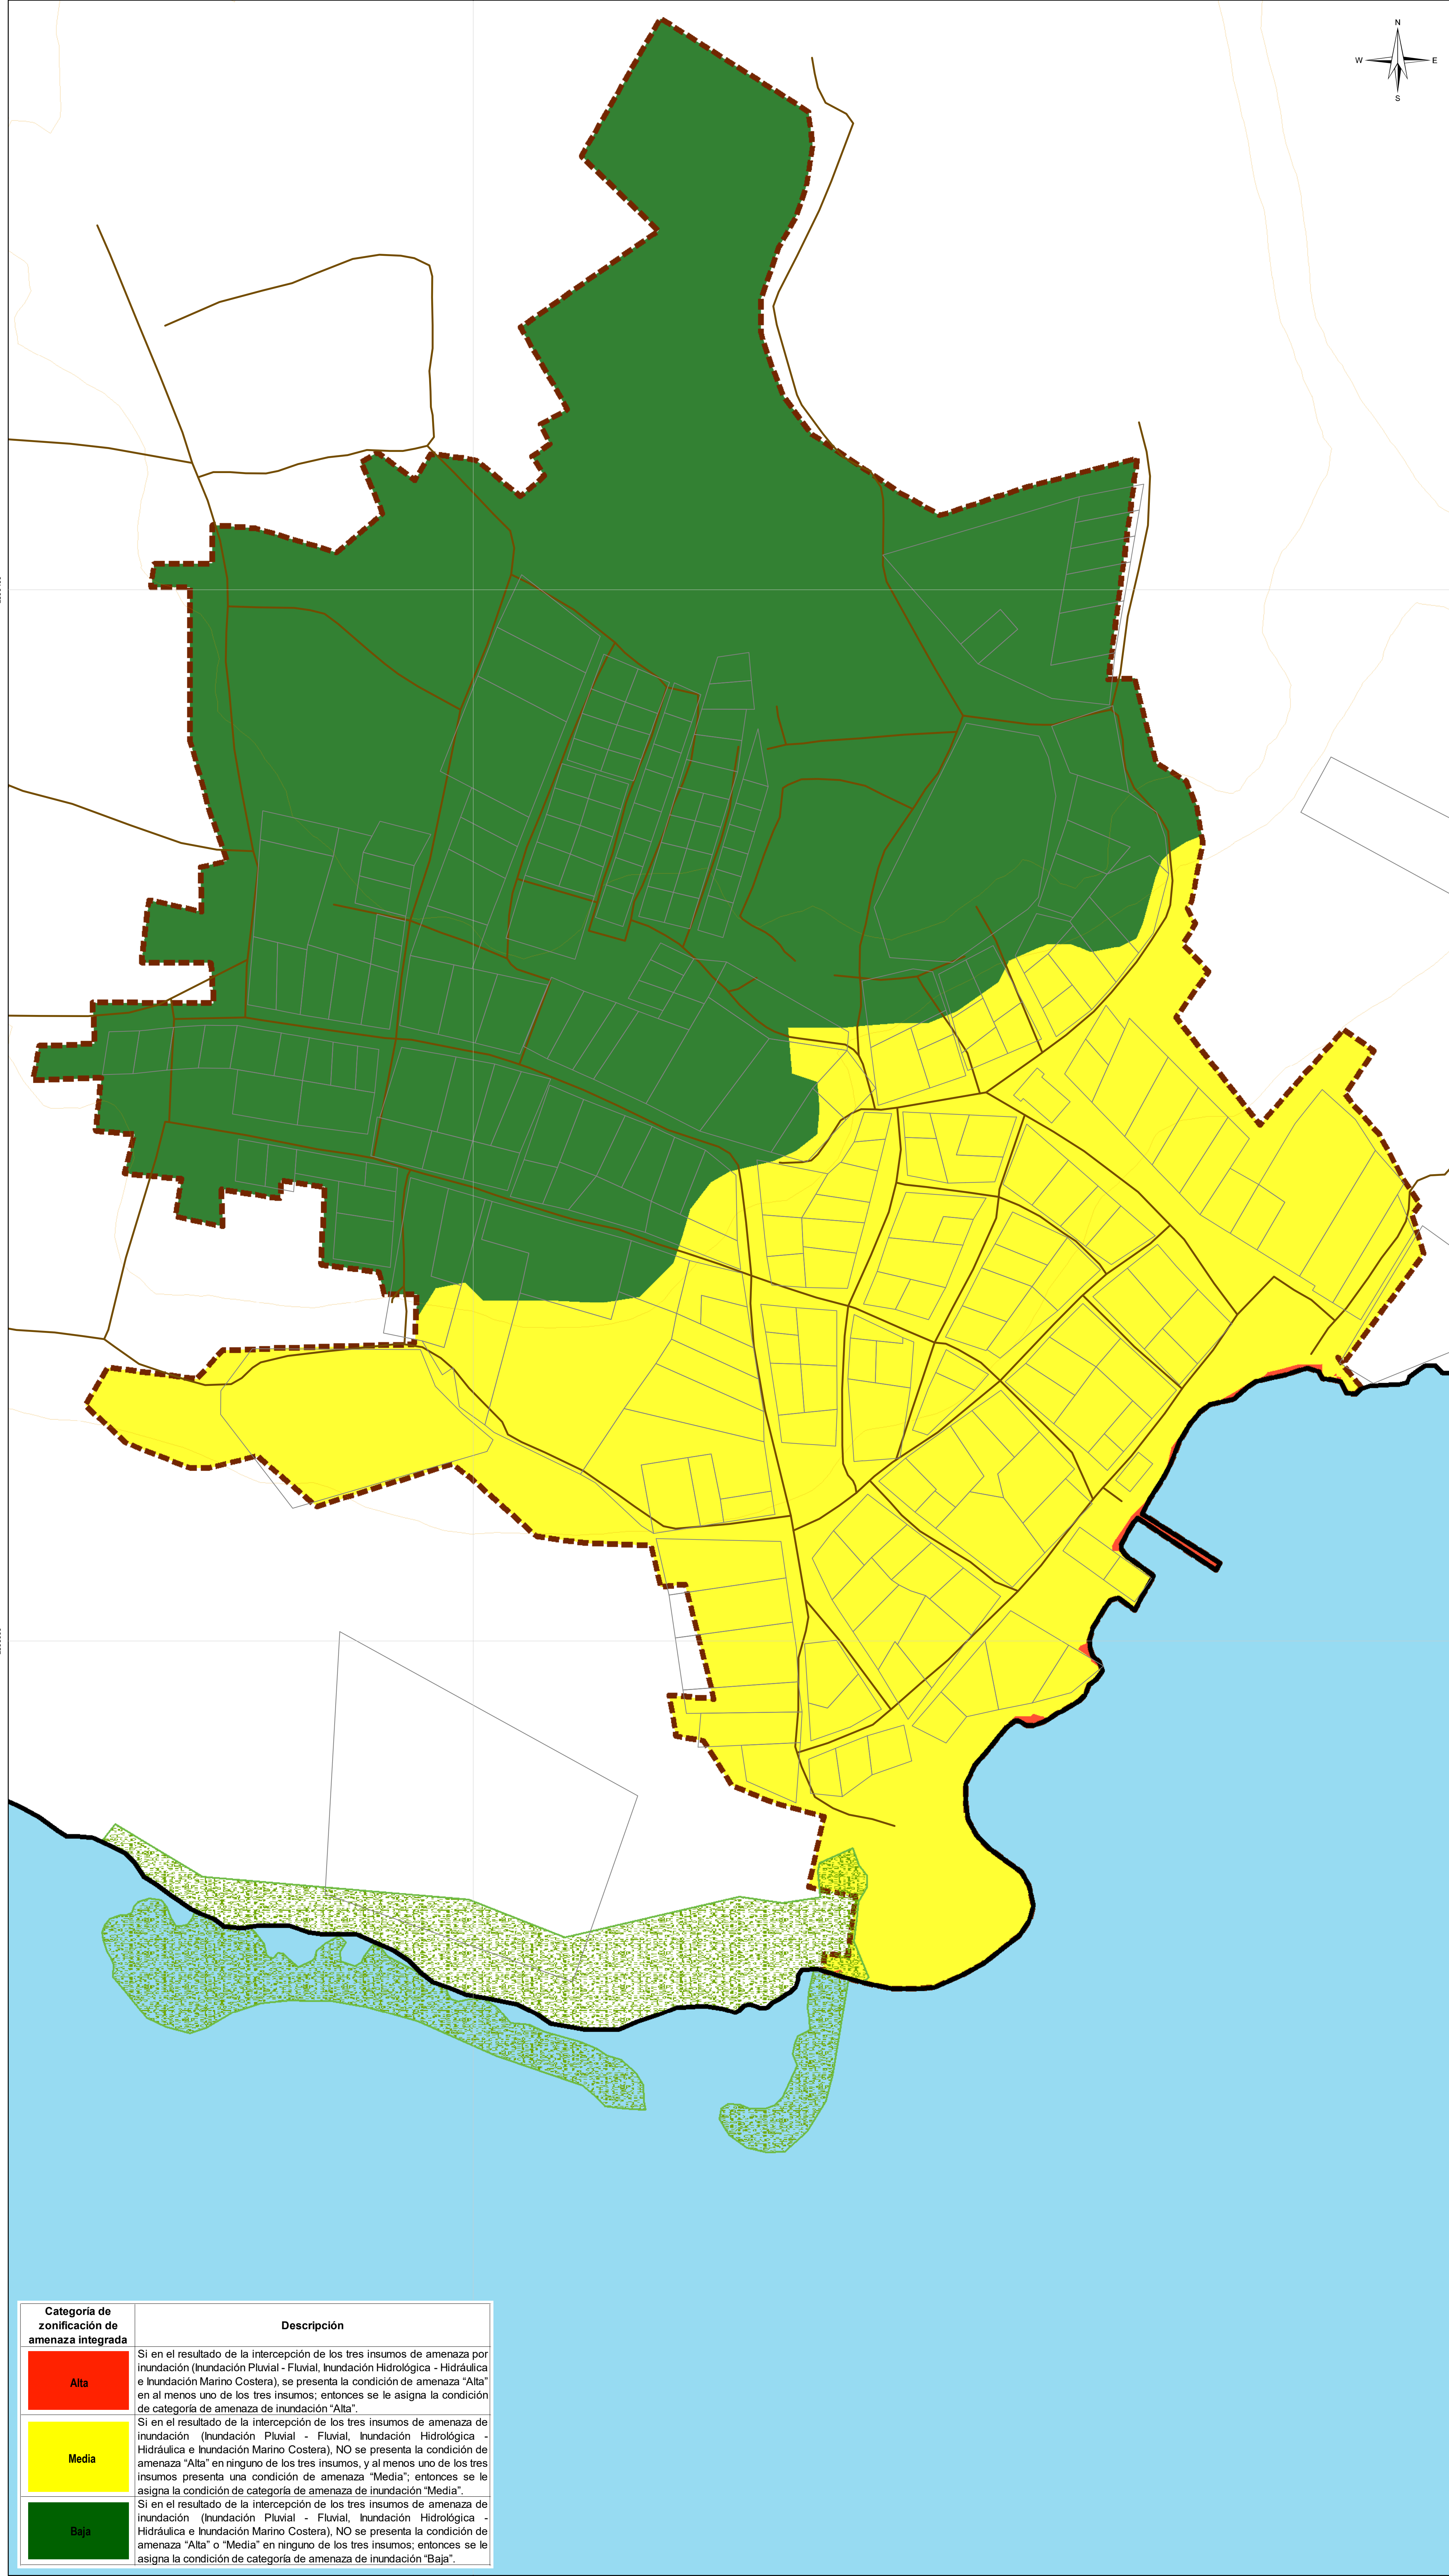 N
W E
S
Categoría de
zonificación de
amenaza integrada
Descripción
Alta
Si en el resultado de la intercepción de los tres insumos de amenaza por
inundación (Inundación Pluvial - Fluvial, Inundación Hidrológica - Hidráulica
e Inundación Marino Costera), se presenta la condición de amenaza “Alta”
en al menos uno de los tres insumos; entonces se le asigna la condición
de categoría de amenaza de inundación “Alta”.
Media
Si en el resultado de la intercepción de los tres insumos de amenaza de
inundación (Inundación Pluvial - Fluvial, Inundación Hidrológica -
Hidráulica e Inundación Marino Costera), NO se presenta la condición de
amenaza “Alta” en ninguno de los tres insumos, y al menos uno de los tres
insumos presenta una condición de amenaza “Media”; entonces se le
asigna la condición de categoría de amenaza de inundación “Media”.
Baja
Si en el resultado de la intercepción de los tres insumos de amenaza de
inundación (Inundación Pluvial - Fluvial, Inundación Hidrológica -
Hidráulica e Inundación Marino Costera), NO se presenta la condición de
amenaza “Alta” o “Media” en ninguno de los tres insumos; entonces se le
asigna la condición de categoría de amenaza de inundación “Baja”.